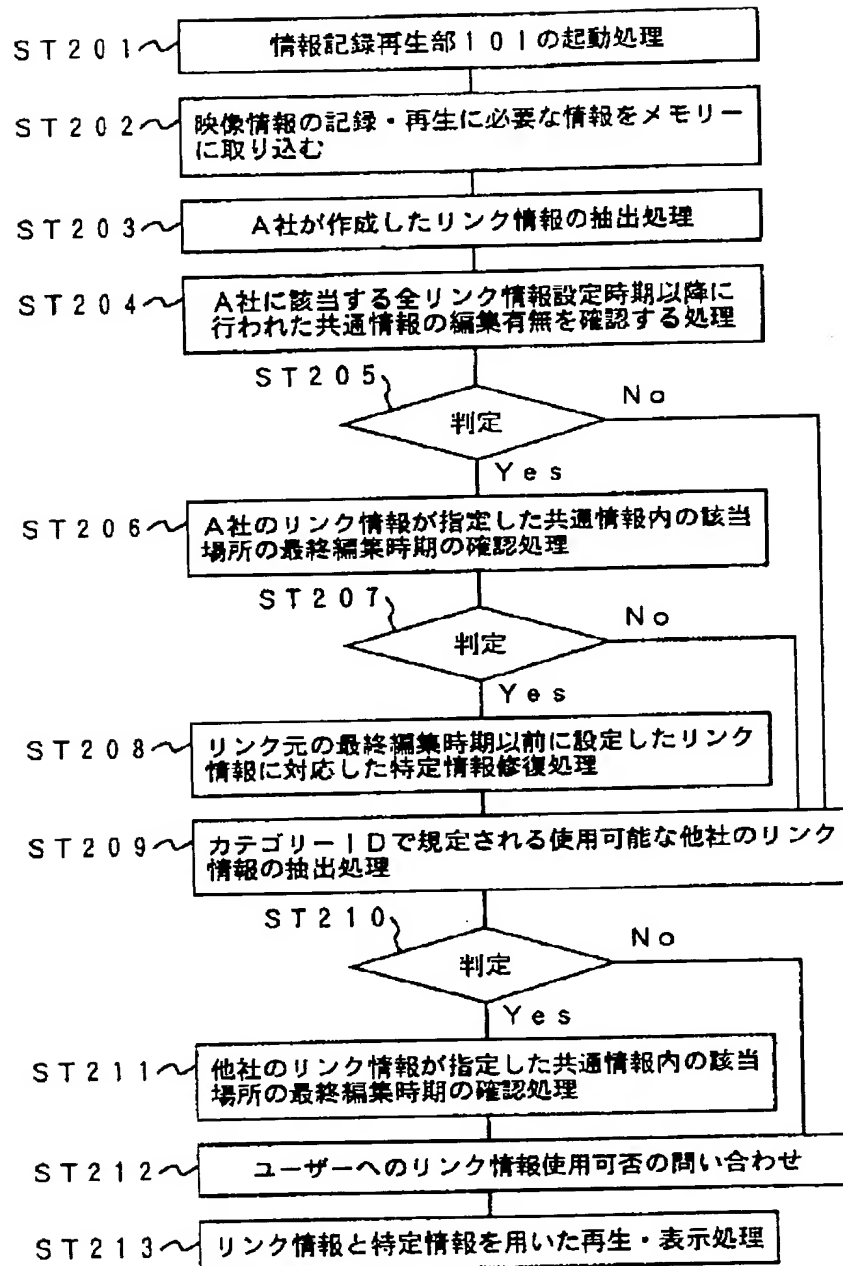 ST201 情報記録再生部101の起動処理
ST202 映像情報の記録・再生に必要な情報をメモリー
に取り込む
ST203 A社が作成したリンク情報の抽出処理
ST204 A社に該当する全リンク情報設定時期以降に
行われた共通情報の編集有無を確認する処理
ST205
判定
No
Yes
ST206 A社のリンク情報が指定した共通情報内の該当
場所の最終編集時期の確認処理
ST207
判定
No
Yes
ST208 リンク元の最終編集時期以前に設定したリンク
情報に対応した特定情報修復処理
ST209 カテゴリーIDで規定される使用可能な他社のリンク
情報の抽出処理
ST210
判定
No
Yes
ST211 他社のリンク情報が指定した共通情報内の該当
場所の最終編集時期の確認処理
ST212 ユーザーへのリンク情報使用可否の問い合わせ
ST213 リンク情報と特定情報を用いた再生・表示処理